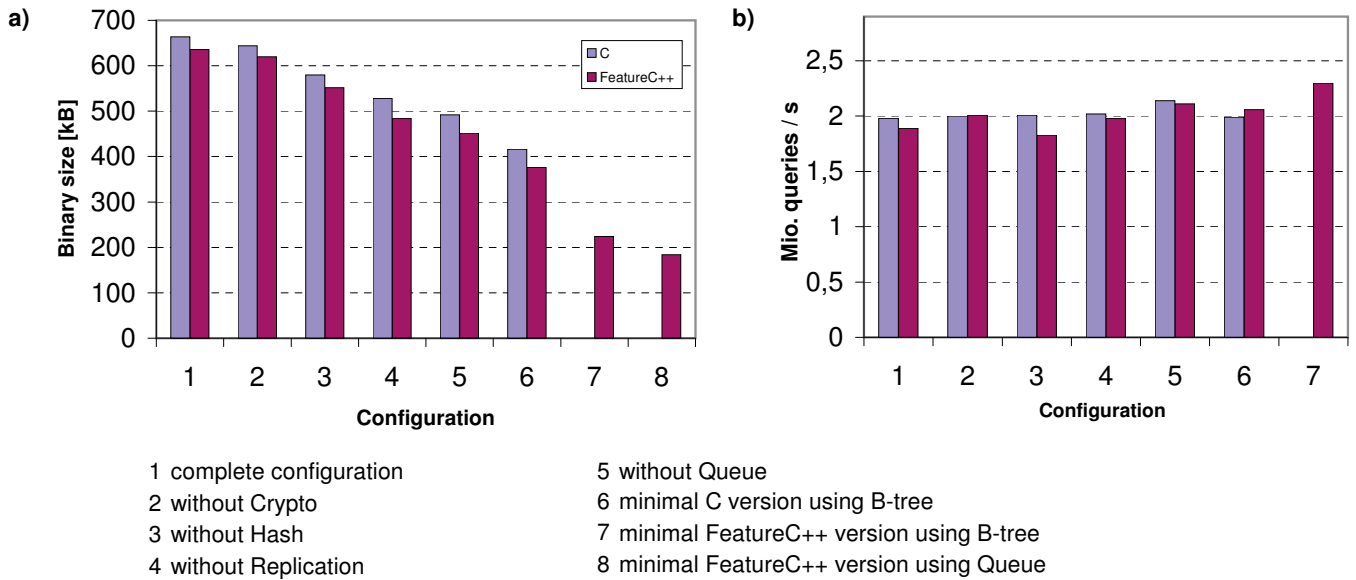 a)
700
600
500
400
300
200
100
0
Binary size [kB]
C
FeatureC++
1 2 3 4 5 6 7 8
Configuration
b)
2,5
2
1,5
1
0,5
0
Mio. queries / s
1 2 3 4 5 6 7
Configuration
1 complete configuration
2 without Crypto
3 without Hash
4 without Replication
5 without Queue
6 minimal C version using B-tree
7 minimal FeatureC++ version using B-tree
8 minimal FeatureC++ version using Queue